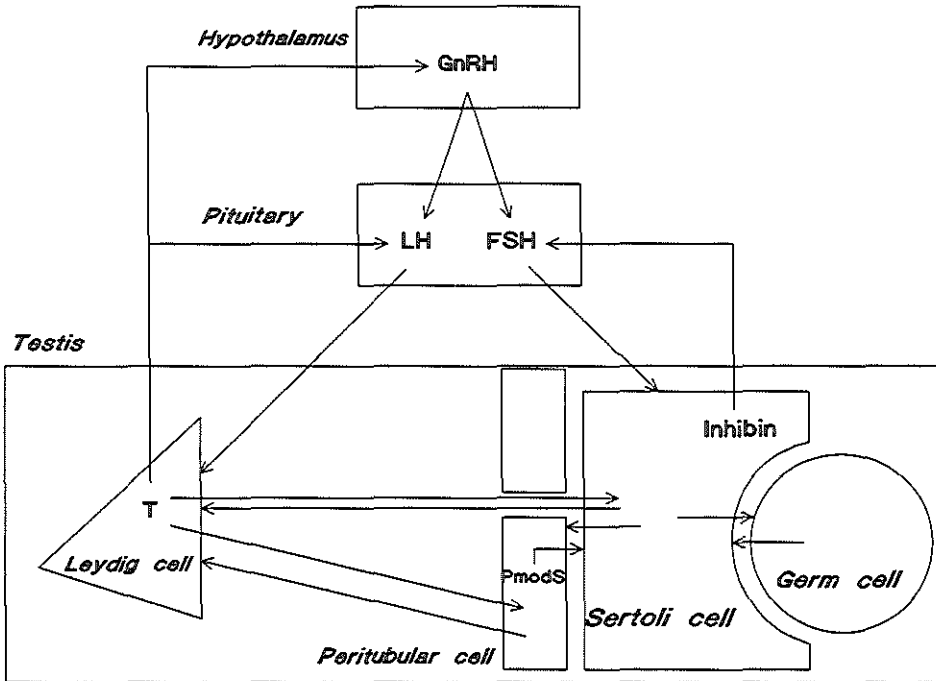 Hypothalamus
GnRH
Pituitary
LH FSH
Testis
Inhibin
T
Leydig cell
PmodS
Germ cell
Sertoli cell
Peritubular cell